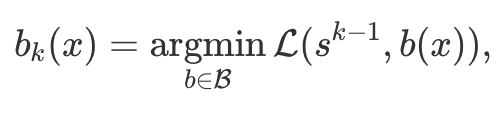 b_k(x) = argmin_{b∈ℬ} ℒ(s^{k−1}, b(x)),